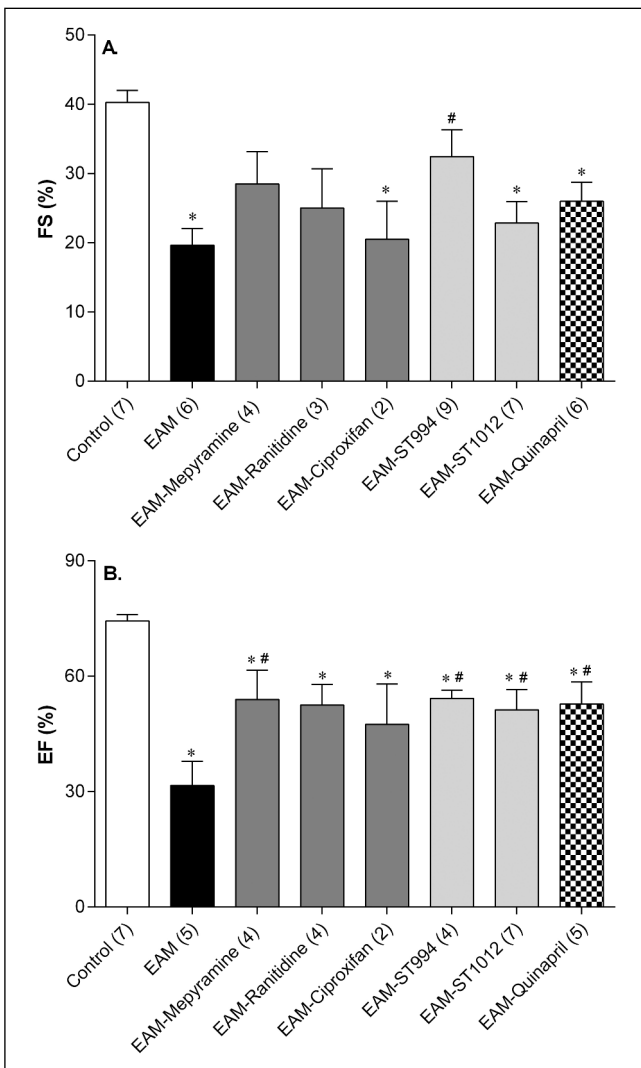 A.
FS (%)
50
40
30
20
10
0
*
#
*
*
*
Control (7)
EAM (6)
EAM-Mepyramine (4)
EAM-Ranitidine (3)
EAM-Ciproxifan (2)
EAM-ST994 (9)
EAM-ST1012 (7)
EAM-Quinapril (6)
B.
EF (%)
90
60
30
0
*
* #
*
*
* #
* #
* #
Control (7)
EAM (5)
EAM-Mepyramine (4)
EAM-Ranitidine (4)
EAM-Ciproxifan (2)
EAM-ST994 (4)
EAM-ST1012 (7)
EAM-Quinapril (5)